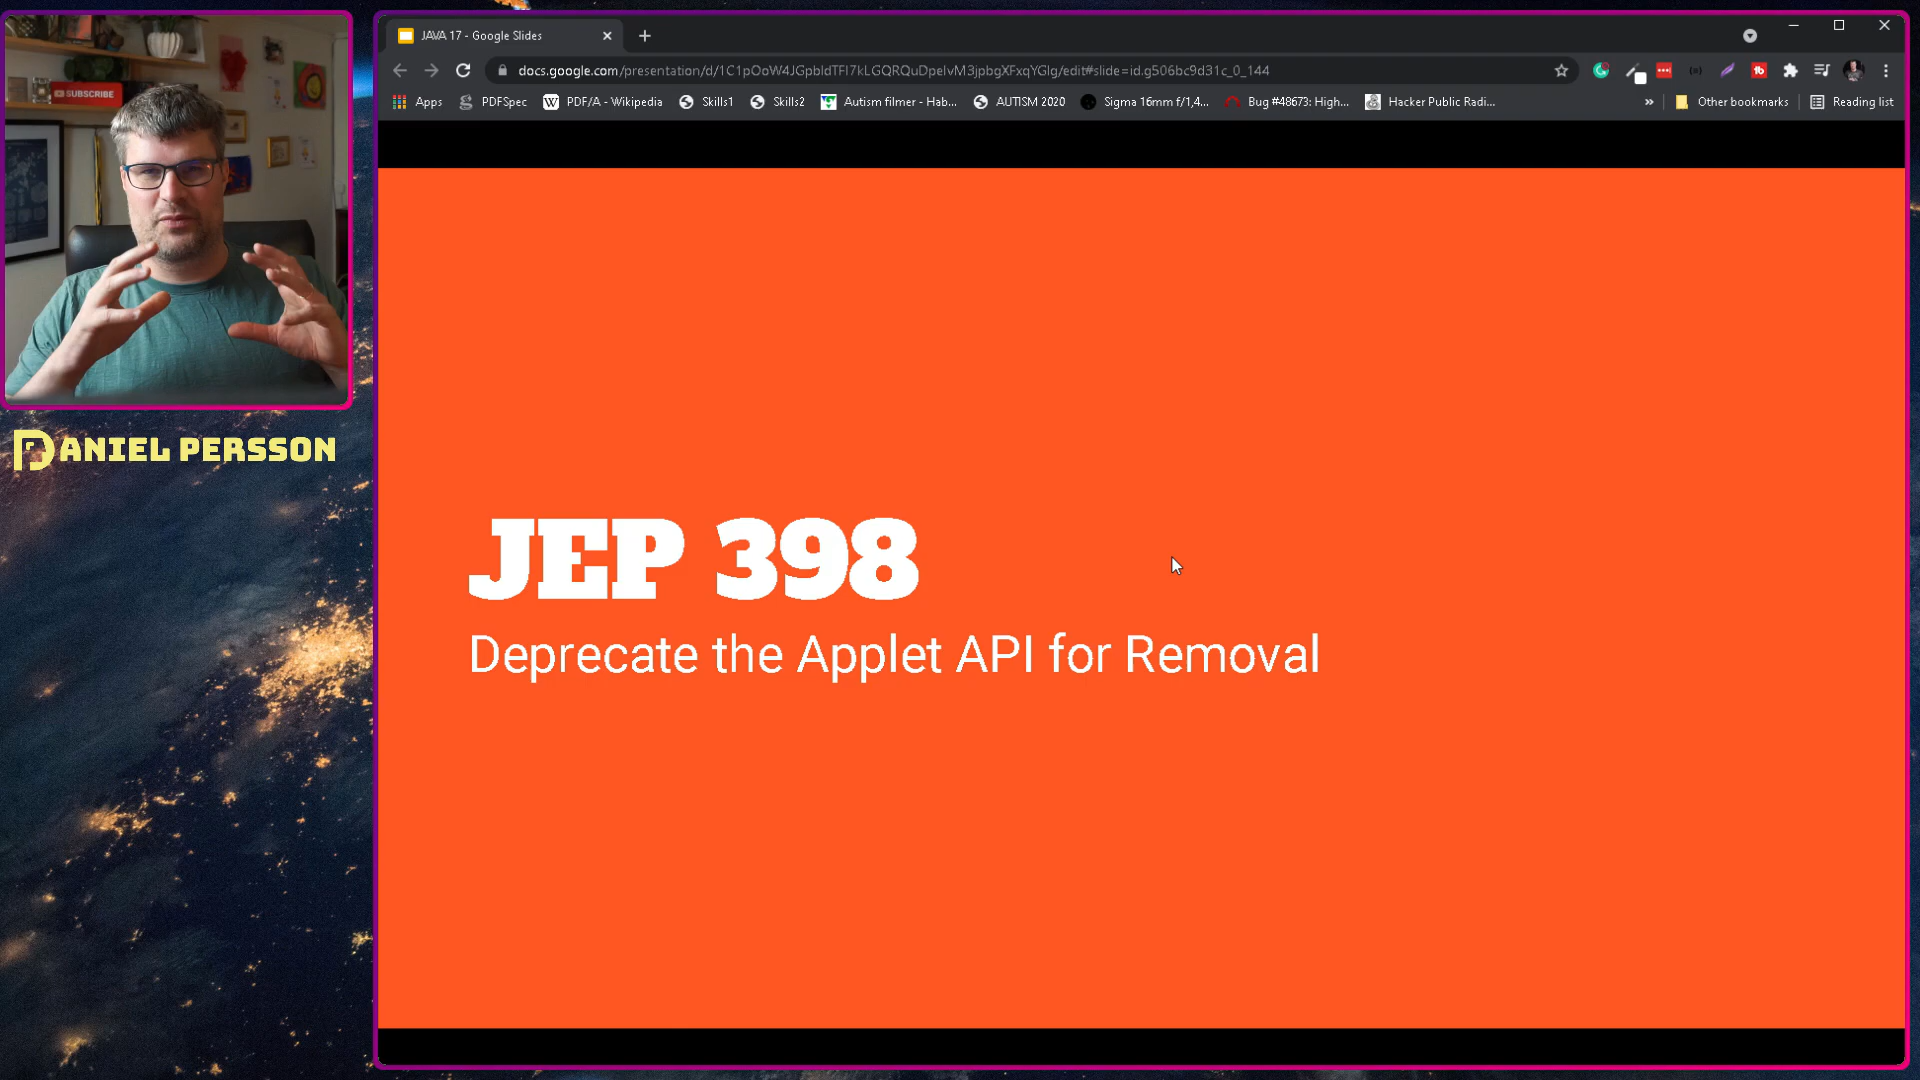 SUBSCRIBE
DANIEL PERSSON
JAVA 17 - Google Slides
docs.google.com/presentation/d/1C1pOoW4JGpbIdTFI7kLGQRQuDpeIvM3jpbgXFxqYGIg/edit#slide=id.g506bc9d31c_0_144
Apps PDFSpec PDF/A - Wikipedia Skills1 Skills2 Autism filmer - Hab... AUTISM 2020 Sigma 16mm f/1,4... Bug #48673: High... Hacker Public Radi... » Other bookmarks Reading list
JEP 398
Deprecate the Applet API for Removal